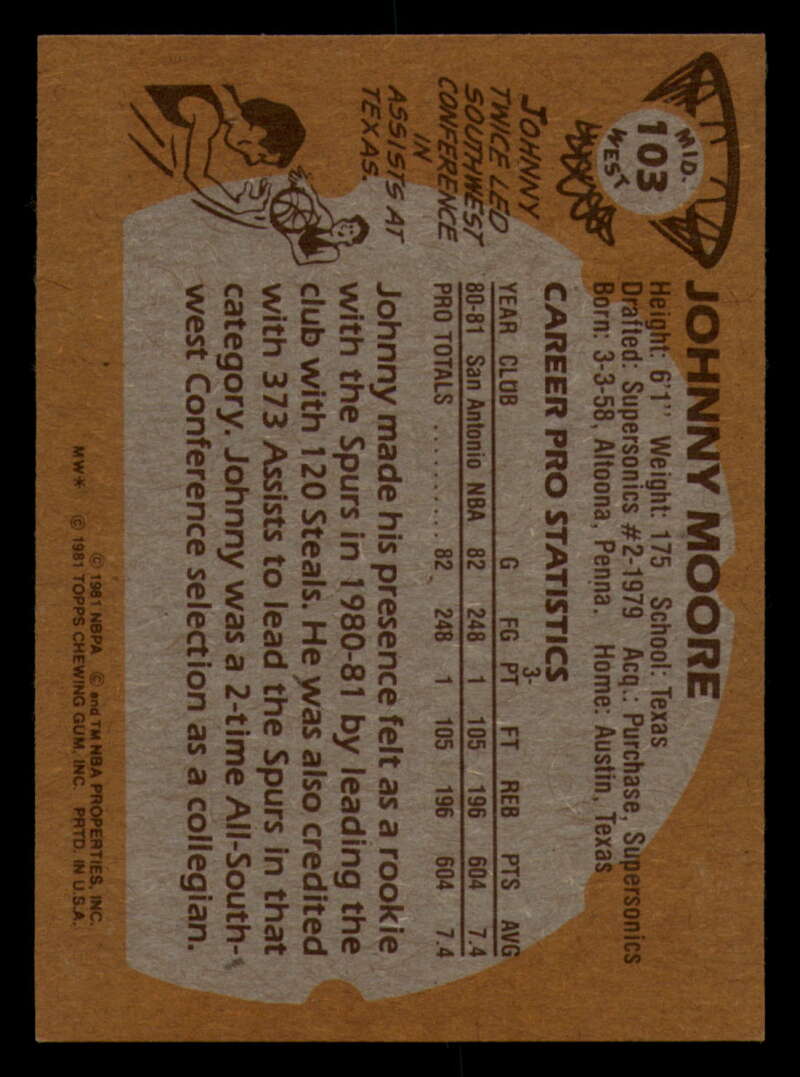 MID-
103
WEST
JOHNNY MOORE
Height: 6'1" Weight: 175 School: Texas
Drafted: Supersonics #2-1979 Acq.: Purchase, Supersonics
Born: 3-3-58, Altoona, Penna. Home: Austin, Texas
JOHNNY
TWICE LED
SOUTHWEST
CONFERENCE
IN
ASSISTS AT
TEXAS.
CAREER PRO STATISTICS
3-
YEAR CLUB G FG PT FT REB PTS AVG
80-81 San Antonio NBA 82 248 1 105 196 604 7.4
PRO TOTALS .......... 82 248 1 105 196 604 7.4
Johnny made his presence felt as a rookie
with the Spurs in 1980-81 by leading the
club with 120 Steals. He was also credited
with 373 Assists to lead the Spurs in that
category. Johnny was a 2-time All-South-
west Conference selection as a collegian.
© 1981 NBPA © and TM NBA PROPERTIES, INC.
MW* © 1981 TOPPS CHEWING GUM, INC. PRTD. IN U.S.A.